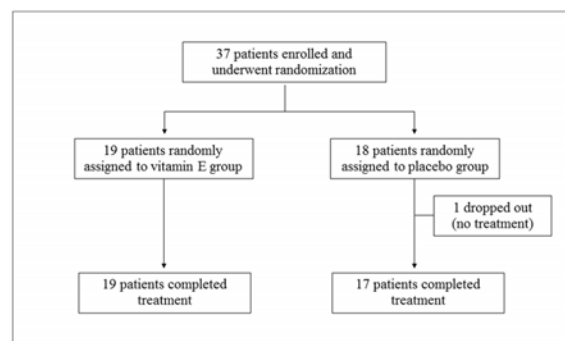 37 patients enrolled and
underwent randomization
19 patients randomly
assigned to vitamin E group
18 patients randomly
assigned to placebo group
1 dropped out
(no treatment)
19 patients completed
treatment
17 patients completed
treatment